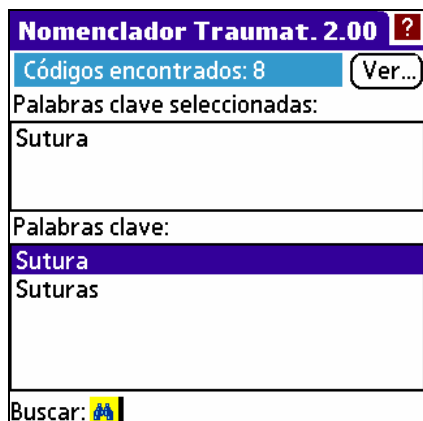 Nomenclador Traumat. 2.00 ?
Códigos encontrados: 8 Ver...
Palabras clave seleccionadas:
Sutura
Palabras clave:
Sutura
Suturas
Buscar: